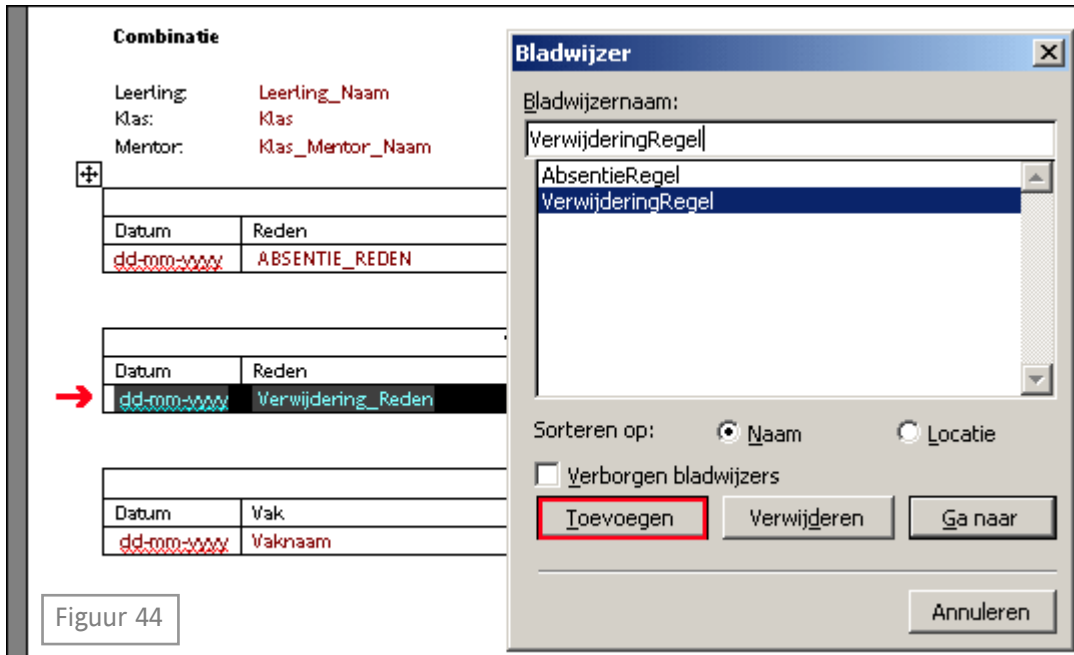 Combinatie
Leerling: Leerling_Naam
Klas: Klas
Mentor: Klas_Mentor_Naam
Datum Reden
dd-mm-yyyy ABSENTIE_REDEN
Datum Reden
dd-mm-yyyy Verwijdering_Reden
Datum Vak
dd-mm-yyyy Vaknaam
Figuur 44
Bladwijzer
Bladwijzernaam:
VerwijderingRegel
AbsentieRegel
VerwijderingRegel
Sorteren op: Naam Locatie
Verborgen bladwijzers
Toevoegen Verwijderen Ga naar
Annuleren